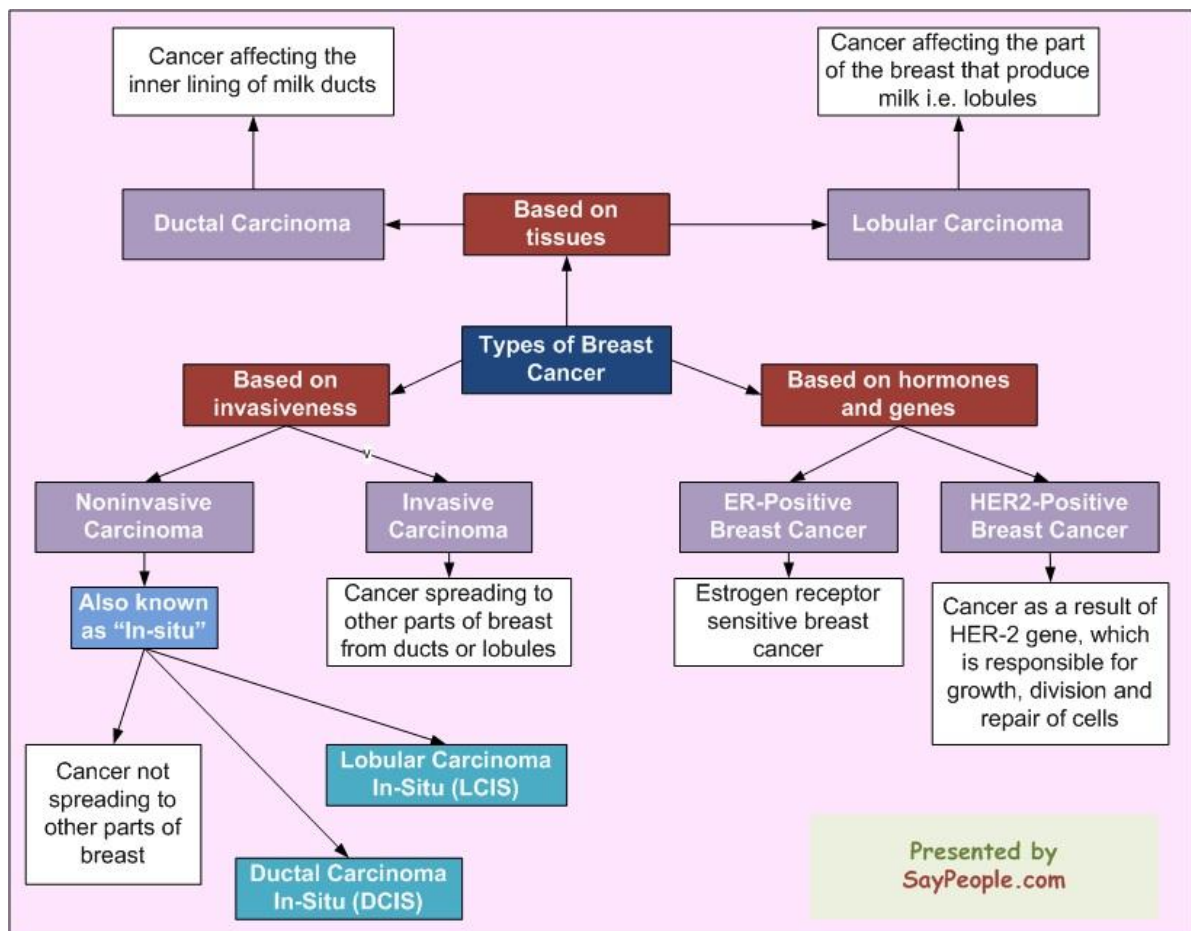 Cancer affecting the
inner lining of milk ducts
Cancer affecting the part
of the breast that produce
milk i.e. lobules
Ductal Carcinoma
Based on
tissues
Lobular Carcinoma
Types of Breast
Cancer
Based on
invasiveness
Based on hormones
and genes
v
Noninvasive
Carcinoma
Invasive
Carcinoma
ER-Positive
Breast Cancer
HER2-Positive
Breast Cancer
Also known
as “In-situ”
Cancer spreading to
other parts of breast
from ducts or lobules
Estrogen receptor
sensitive breast
cancer
Cancer as a result of
HER-2 gene, which
is responsible for
growth, division and
repair of cells
Cancer not
spreading to
other parts of
breast
Lobular Carcinoma
In-Situ (LCIS)
Ductal Carcinoma
In-Situ (DCIS)
Presented by
SayPeople.com